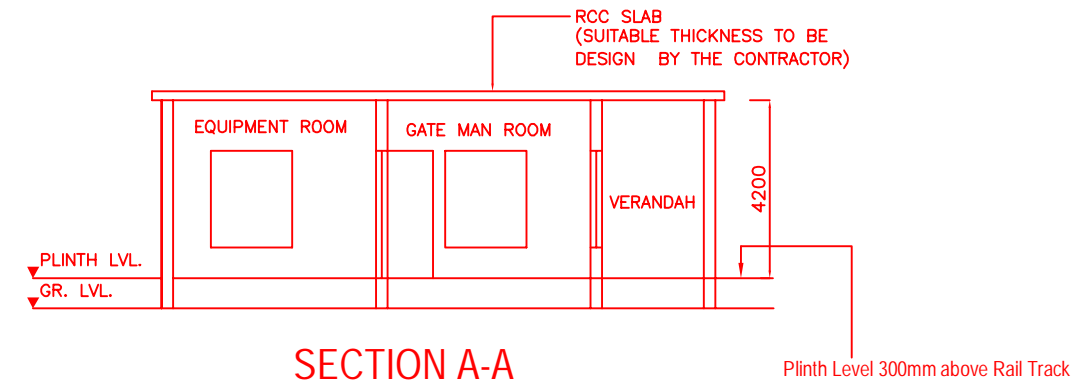 RCC SLAB
(SUITABLE THICKNESS TO BE
DESIGN BY THE CONTRACTOR)
EQUIPMENT ROOM
GATE MAN ROOM
VERANDAH
4200
PLINTH LVL.
GR. LVL.
SECTION A-A
Plinth Level 300mm above Rail Track